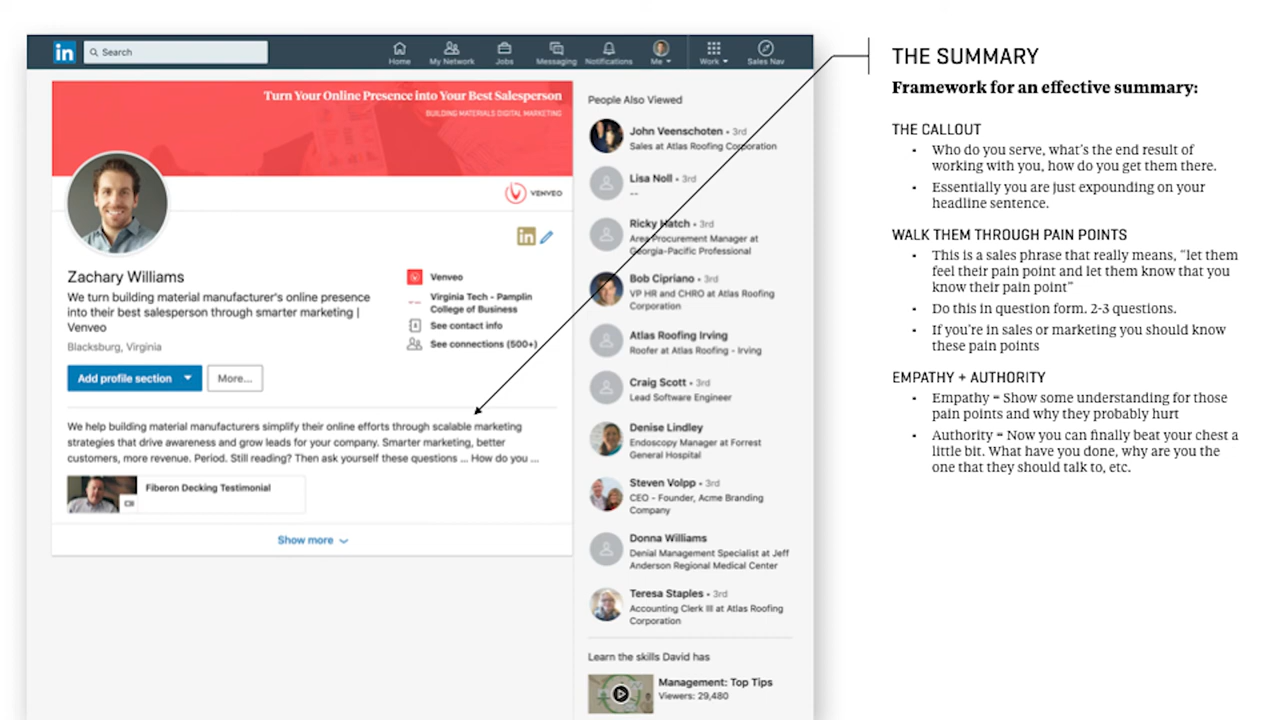 in
Search
Home
My Network
Jobs
Messaging
Notifications
Me
Work
Sales Nav
Turn Your Online Presence into Your Best Salesperson
BUILDING MATERIALS DIGITAL MARKETING
VENVEO
in
Zachary Williams
We turn building material manufacturer's online presence
into their best salesperson through smarter marketing |
Venveo
Blacksburg, Virginia
Venveo
Virginia Tech - Pamplin
College of Business
See contact info
See connections (500+)
Add profile section
More...
We help building material manufacturers simplify their online efforts through scalable marketing
strategies that drive awareness and grow leads for your company. Smarter marketing, better
customers, more revenue. Period. Still reading? Then ask yourself these questions ... How do you ...
Fiberon Decking Testimonial
Show more
People Also Viewed
John Veenschoten • 3rd
Sales at Atlas Roofing Corporation
Lisa Noll • 3rd
--
Ricky Hatch • 3rd
Area Procurement Manager at
Georgia-Pacific Professional
Bob Cipriano • 3rd
VP HR and CHRO at Atlas Roofing
Corporation
Atlas Roofing Irving
Roofer at Atlas Roofing - Irving
Craig Scott • 3rd
Lead Software Engineer
Denise Lindley
Endoscopy Manager at Forrest
General Hospital
Steven Volpp • 3rd
CEO - Founder, Acme Branding
Company
Donna Williams
Denial Management Specialist at Jeff
Anderson Regional Medical Center
Teresa Staples • 3rd
Accounting Clerk III at Atlas Roofing
Corporation
Learn the skills David has
Management: Top Tips
Viewers: 29,480
THE SUMMARY
Framework for an effective summary:
THE CALLOUT
• Who do you serve, what's the end result of
working with you, how do you get them there.
• Essentially you are just expounding on your
headline sentence.
WALK THEM THROUGH PAIN POINTS
• This is a sales phrase that really means, "let them
feel their pain point and let them know that you
know their pain point"
• Do this in question form. 2-3 questions.
• If you're in sales or marketing you should know
these pain points
EMPATHY + AUTHORITY
• Empathy = Show some understanding for those
pain points and why they probably hurt
• Authority = Now you can finally beat your chest a
little bit. What have you done, why are you the
one that they should talk to, etc.